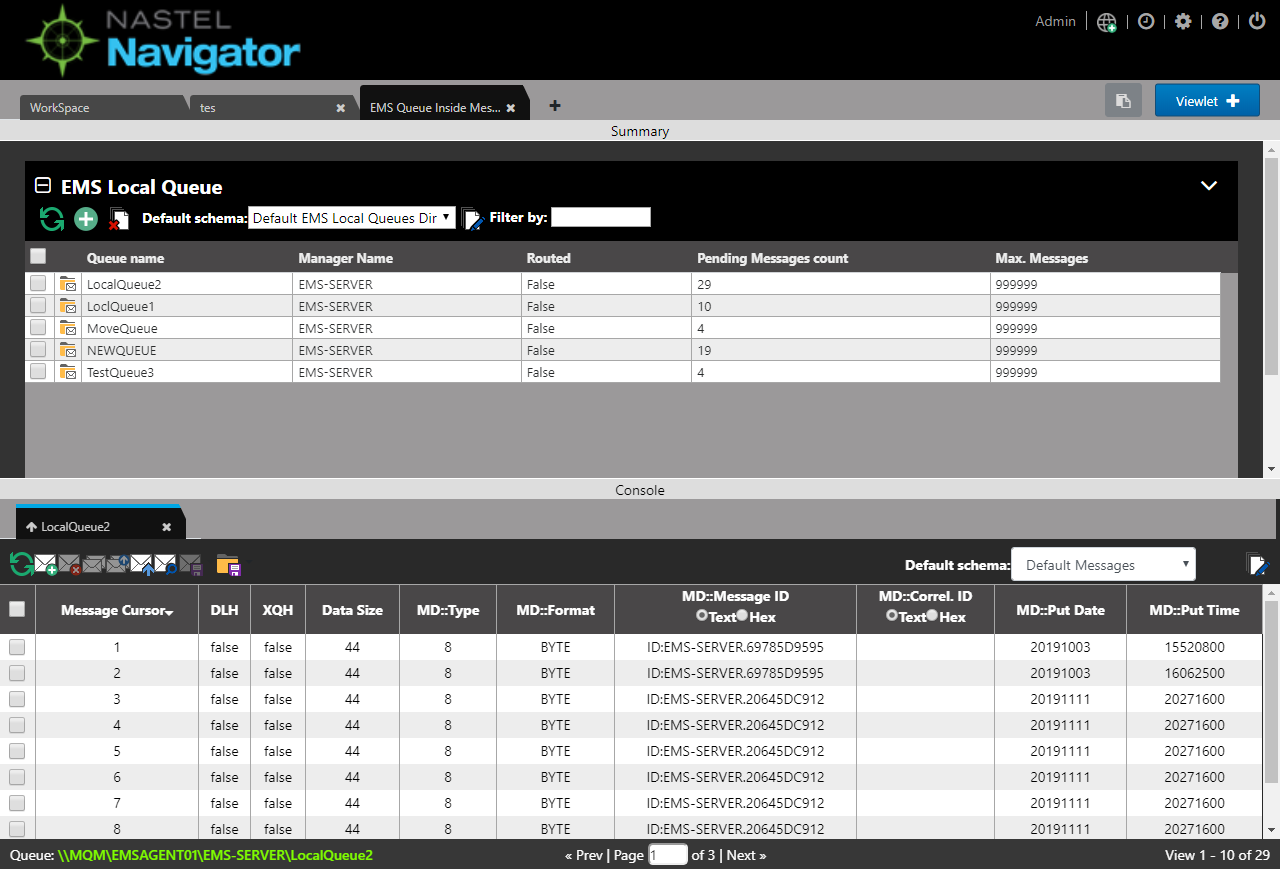 NASTEL
Navigator
Admin
WorkSpace
tes
EMS Queue Inside Mes...
Viewlet
Summary
EMS Local Queue
Default schema: Default EMS Local Queues Dir Filter by:
Queue name Manager Name Routed Pending Messages count Max. Messages
LocalQueue2 EMS-SERVER False 29 999999
LoclQueue1 EMS-SERVER False 10 999999
MoveQueue EMS-SERVER False 4 999999
NEWQUEUE EMS-SERVER False 19 999999
TestQueue3 EMS-SERVER False 4 999999
Console
LocalQueue2
Default schema: Default Messages
Message Cursor DLH XQH Data Size MD::Type MD::Format MD::Message ID Text Hex MD::Correl. ID Text Hex MD::Put Date MD::Put Time
1 false false 44 8 BYTE ID:EMS-SERVER.69785D9595 20191003 15520800
2 false false 44 8 BYTE ID:EMS-SERVER.69785D9595 20191003 16062500
3 false false 44 8 BYTE ID:EMS-SERVER.20645DC912 20191111 20271600
4 false false 44 8 BYTE ID:EMS-SERVER.20645DC912 20191111 20271600
5 false false 44 8 BYTE ID:EMS-SERVER.20645DC912 20191111 20271600
6 false false 44 8 BYTE ID:EMS-SERVER.20645DC912 20191111 20271600
7 false false 44 8 BYTE ID:EMS-SERVER.20645DC912 20191111 20271600
8 false false 44 8 BYTE ID:EMS-SERVER.20645DC912 20191111 20271600
Queue: \\MQM\EMSAGENT01\EMS-SERVER\LocalQueue2 « Prev | Page 1 of 3 | Next » View 1 - 10 of 29